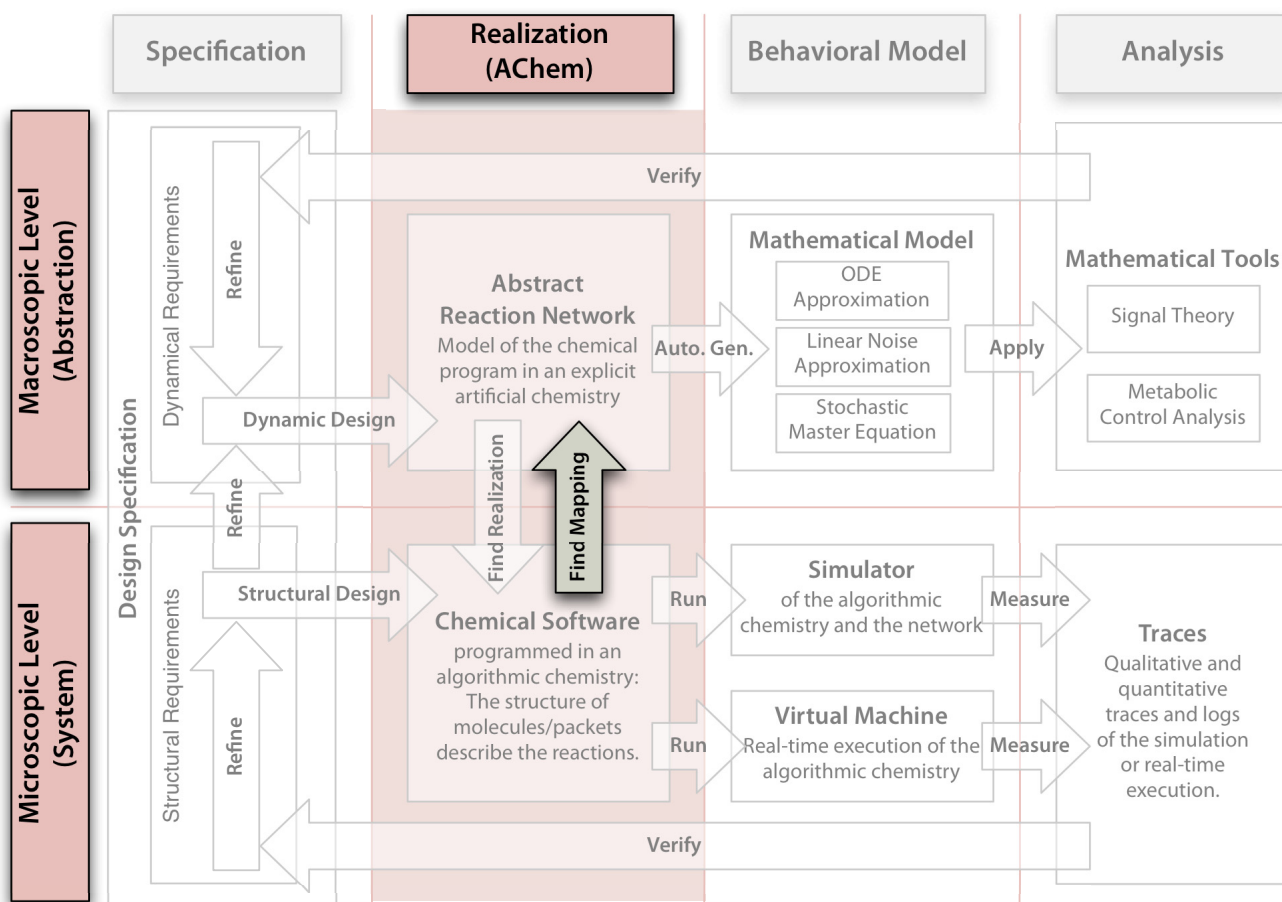 Specification
Realization
(AChem)
Behavioral Model
Analysis
Macroscopic Level
(Abstraction)
Microscopic Level
(System)
Design Specification
Dynamical Requirements
Refine
Verify
Dynamic Design
Abstract
Reaction Network
Model of the chemical
program in an explicit
artificial chemistry
Auto. Gen.
Mathematical Model
ODE
Approximation
Linear Noise
Approximation
Stochastic
Master Equation
Apply
Mathematical Tools
Signal Theory
Metabolic
Control Analysis
Refine
Find Realization
Find Mapping
Structural Requirements
Refine
Structural Design
Chemical Software
programmed in an
algorithmic chemistry:
The structure of
molecules/packets
describe the reactions.
Run
Simulator
of the algorithmic
chemistry and the network
Measure
Run
Virtual Machine
Real-time execution of the
algorithmic chemistry
Measure
Traces
Qualitative and
quantitative
traces and logs
of the simulation
or real-time
execution.
Verify